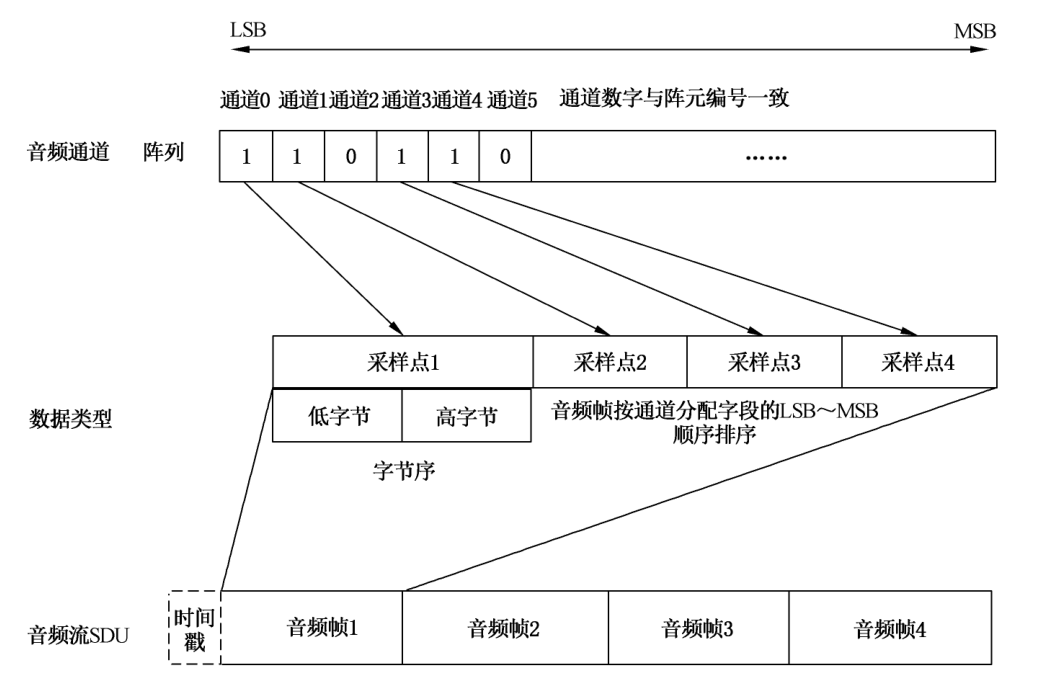 LSB MSB
通道0 通道1 通道2 通道3 通道4 通道5 通道数字与阵元编号一致
音频通道 阵列 1 1 0 1 1 0 ……
采样点1 采样点2 采样点3 采样点4
数据类型 低字节 高字节 音频帧按通道分配字段的LSB～MSB
顺序排序
字节序
音频流SDU 时间戳 音频帧1 音频帧2 音频帧3 音频帧4